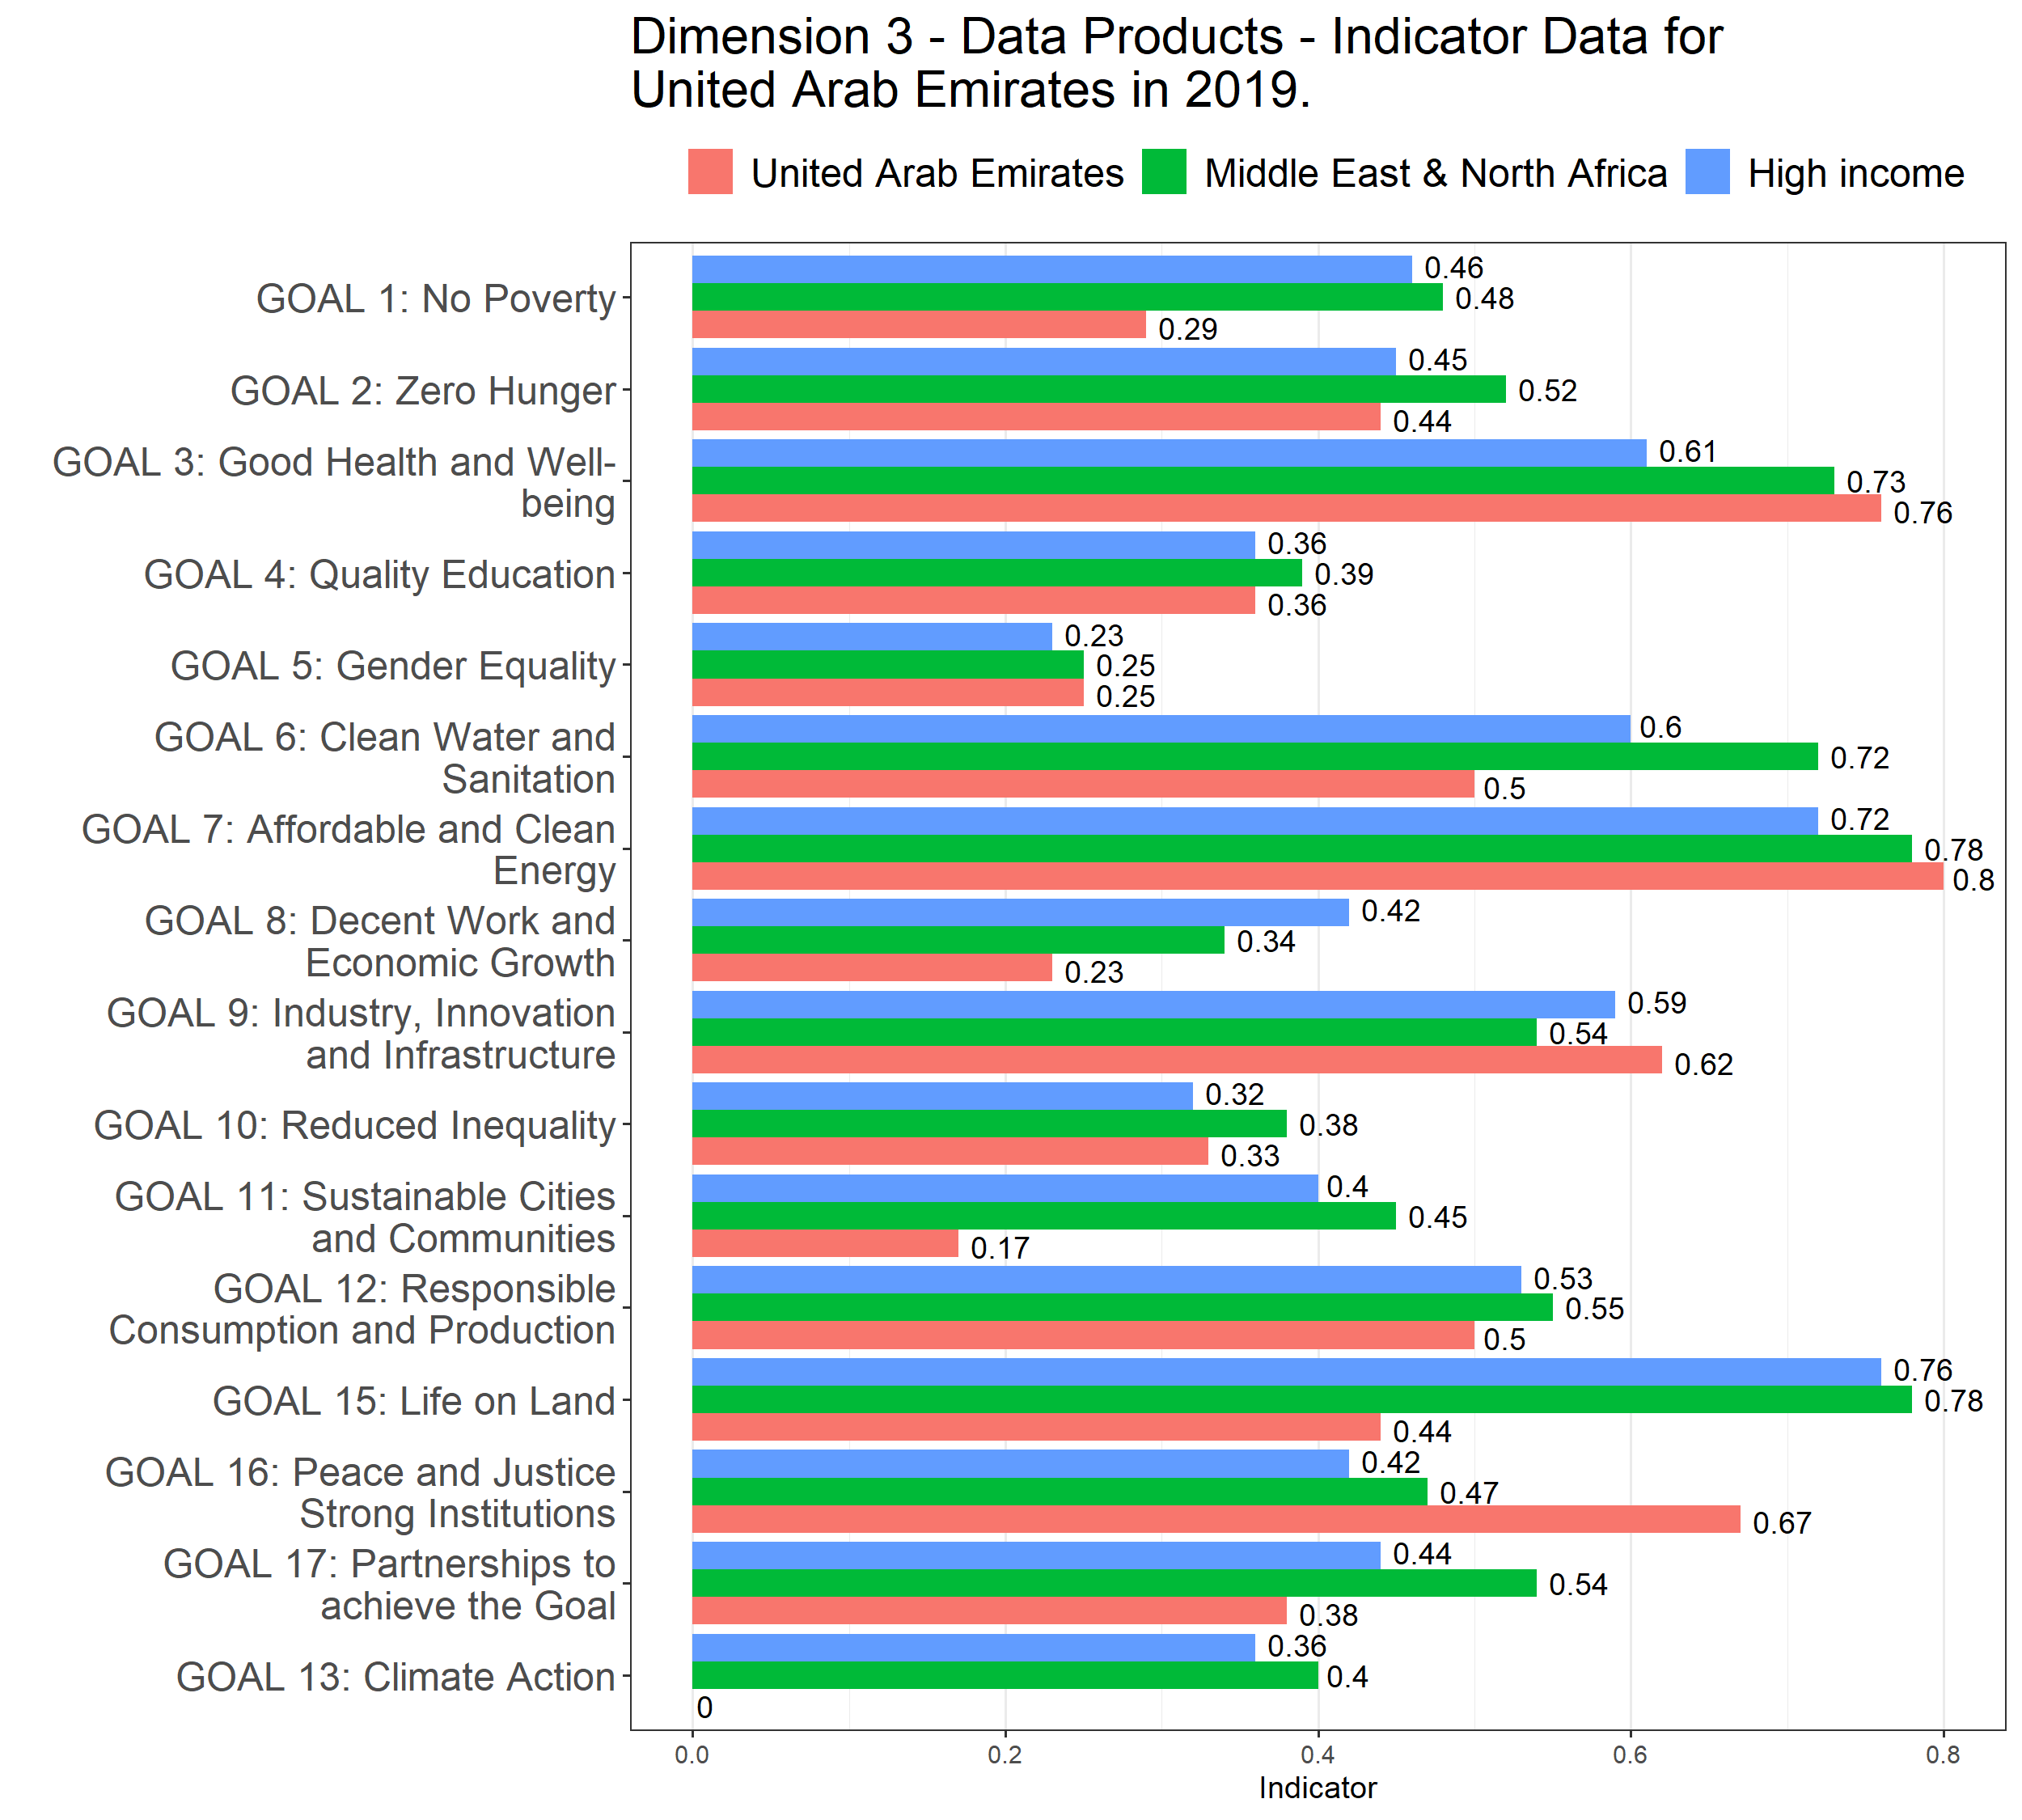 Dimension 3 - Data Products - Indicator Data for
United Arab Emirates in 2019.
United Arab Emirates Middle East & North Africa High income
GOAL 1: No Poverty
0.46
0.48
0.29
GOAL 2: Zero Hunger
0.45
0.52
0.44
GOAL 3: Good Health and Well-
being
0.61
0.73
0.76
GOAL 4: Quality Education
0.36
0.39
0.36
GOAL 5: Gender Equality
0.23
0.25
0.25
GOAL 6: Clean Water and
Sanitation
0.6
0.72
0.5
GOAL 7: Affordable and Clean
Energy
0.72
0.78
0.8
GOAL 8: Decent Work and
Economic Growth
0.42
0.34
0.23
GOAL 9: Industry, Innovation
and Infrastructure
0.59
0.54
0.62
GOAL 10: Reduced Inequality
0.32
0.38
0.33
GOAL 11: Sustainable Cities
and Communities
0.4
0.45
0.17
GOAL 12: Responsible
Consumption and Production
0.53
0.55
0.5
GOAL 15: Life on Land
0.76
0.78
0.44
GOAL 16: Peace and Justice
Strong Institutions
0.42
0.47
0.67
GOAL 17: Partnerships to
achieve the Goal
0.44
0.54
0.38
GOAL 13: Climate Action
0.36
0.4
0
0.0 0.2 0.4 0.6 0.8
Indicator